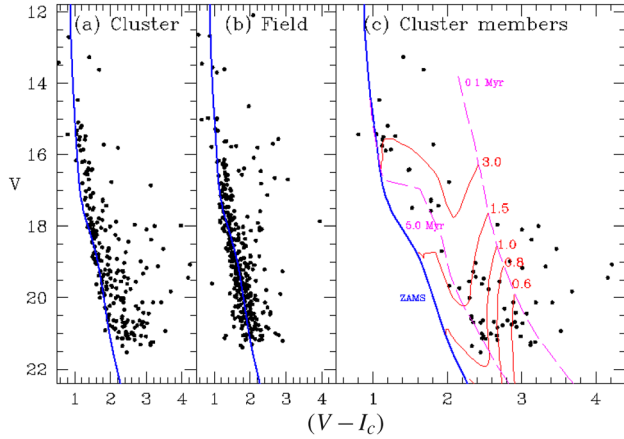 (a) Cluster
(b) Field
(c) Cluster members
12
14
16
18
20
22
V
0.1 Myr
3.0
1.5
5.0 Myr
1.0
0.8
0.6
ZAMS
1 2 3 4
1 2 3 4
1 2 3 4
(V − Ic)